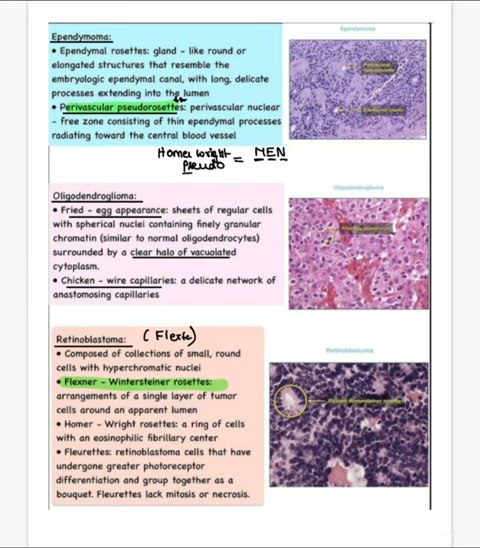 Ependymoma:
• Ependymal rosettes: gland – like round or
elongated structures that resemble the
embryologic ependymal canal, with long, delicate
processes extending into the lumen
• Perivascular pseudorosettes: perivascular nuclear
– free zone consisting of thin ependymal processes
radiating toward the central blood vessel
Ependymoma
Homer wright = MEN
pseudo
Oligodendroglioma:
• Fried – egg appearance: sheets of regular cells
with spherical nuclei containing finely granular
chromatin (similar to normal oligodendrocytes)
surrounded by a clear halo of vacuolated
cytoplasm.
• Chicken – wire capillaries: a delicate network of
anastomosing capillaries
Oligodendroglioma
Retinoblastoma:
• Composed of collections of small, round
cells with hyperchromatic nuclei
• Flexner – Wintersteiner rosettes:
arrangements of a single layer of tumor
cells around an apparent lumen
• Homer – Wright rosettes: a ring of cells
with an eosinophilic fibrillary center
• Fleurettes: retinoblastoma cells that have
undergone greater photoreceptor
differentiation and group together as a
bouquet. Fleurettes lack mitosis or necrosis.
Retinoblastoma